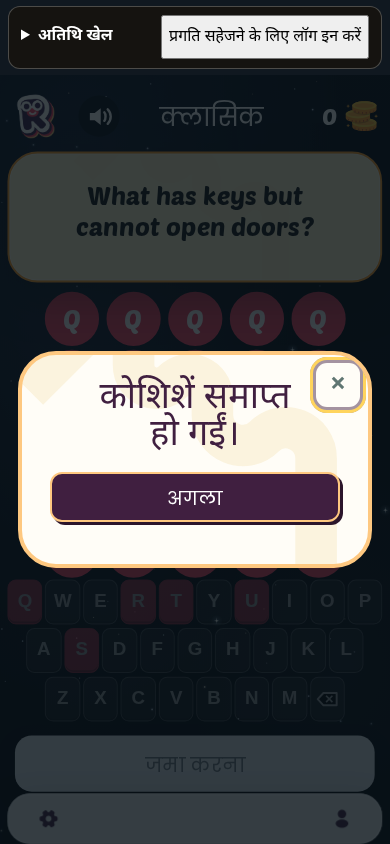 अतिथि खेल
प्रगति सहेजने के लिए लॉग इन करें
क्लासिक
0
What has keys but
cannot open doors?
Q Q Q Q Q
×
कोशिशें समाप्त
हो गईं।
अगला
Q W E R T Y U I O P
A S D F G H J K L
Z X C V B N M
जमा करना